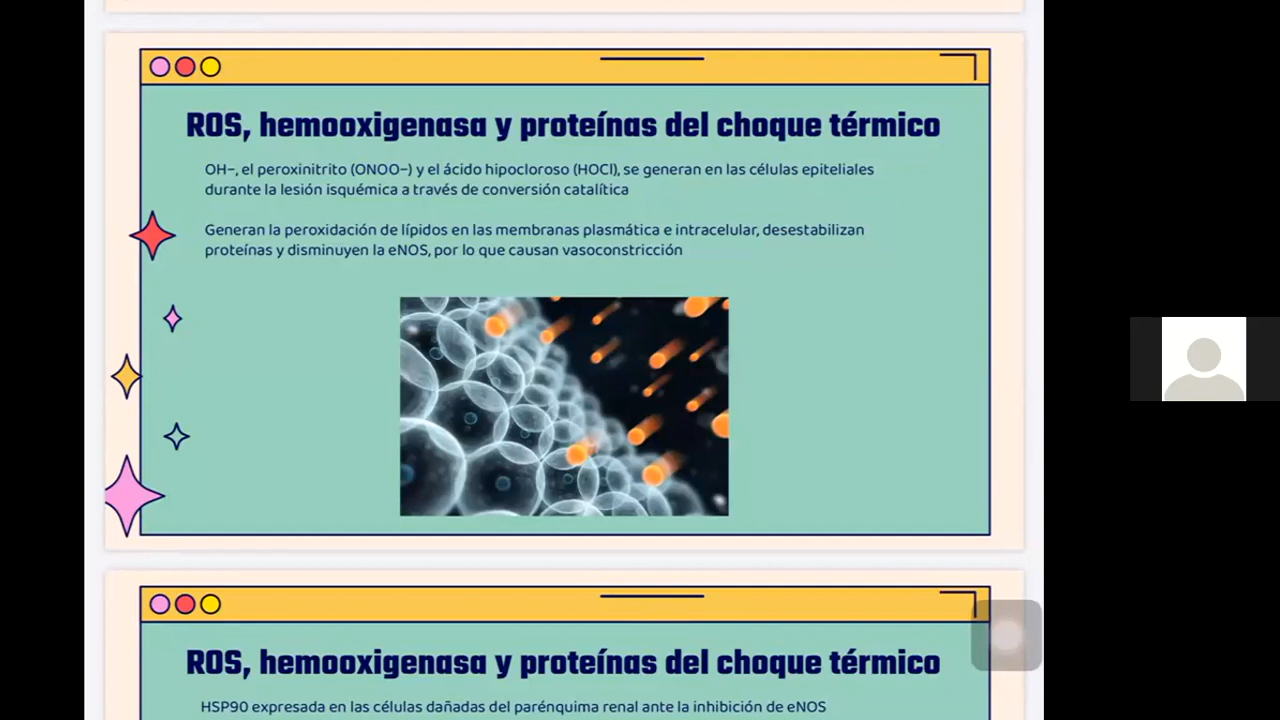 ROS, hemooxigenasa y proteínas del choque térmico
OH−, el peroxinitrito (ONOO−) y el ácido hipocloroso (HOCl), se generan en las células epiteliales
durante la lesión isquémica a través de conversión catalítica
Generan la peroxidación de lípidos en las membranas plasmática e intracelular, desestabilizan
proteínas y disminuyen la eNOS, por lo que causan vasoconstricción
ROS, hemooxigenasa y proteínas del choque térmico
HSP90 expresada en las células dañadas del parénquima renal ante la inhibición de eNOS